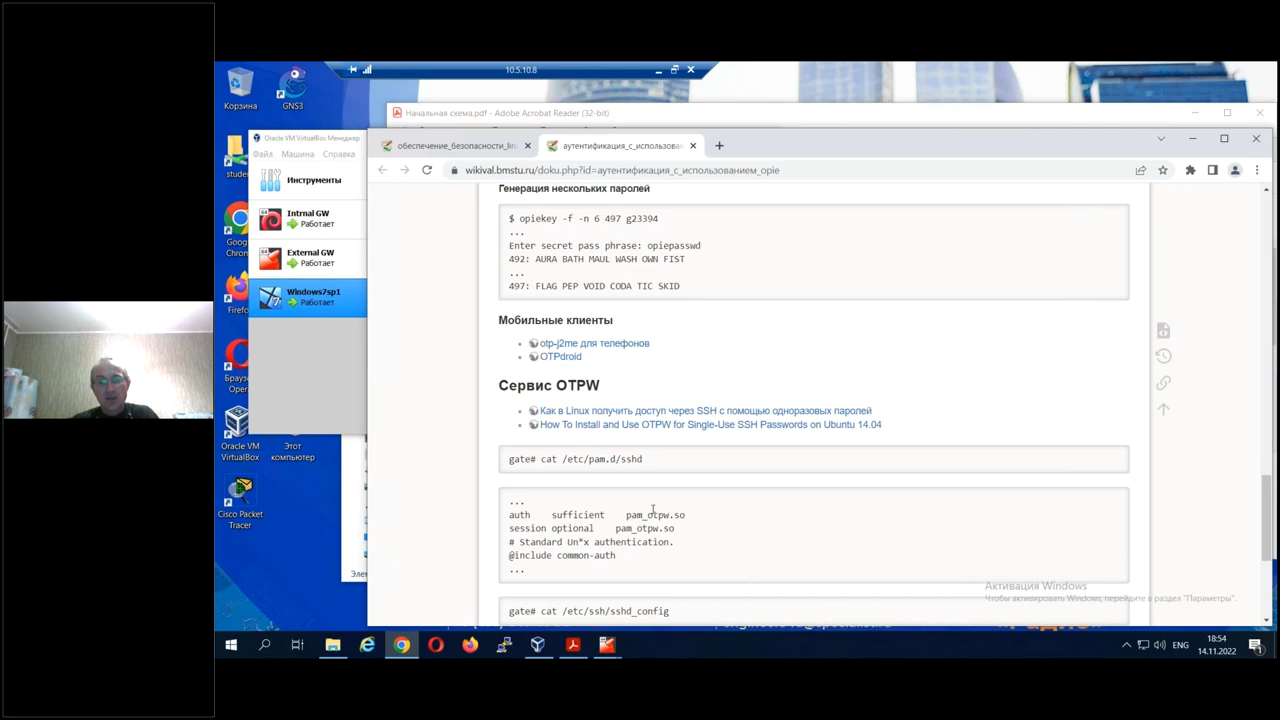 10.5.10.8
Корзина
GNS3
Начальная схема.pdf - Adobe Acrobat Reader (32-bit)
Oracle VM VirtualBox Менеджер
Файл Машина Справка
Инструменты
Intrnal GW
Работает
External GW
Работает
Windows7sp1
Работает
обеспечение_безопасности_lin
аутентификация_с_использова
wikival.bmstu.ru/doku.php?id=аутентификация_с_использованием_opie
Генерация нескольких паролей
$ opiekey -f -n 6 497 g23394
...
Enter secret pass phrase: opiepasswd
492: AURA BATH MAUL WASH OWN FIST
...
497: FLAG PEP VOID CODA TIC SKID
Мобильные клиенты
otp-j2me для телефонов
OTPdroid
Сервис OTPW
Как в Linux получить доступ через SSH с помощью одноразовых паролей
How To Install and Use OTPW for Single-Use SSH Passwords on Ubuntu 14.04
gate# cat /etc/pam.d/sshd
...
auth sufficient pam_otpw.so
session optional pam_otpw.so
# Standard Un*x authentication.
@include common-auth
...
gate# cat /etc/ssh/sshd_config
Активация Windows
Чтобы активировать Windows, перейдите в раздел "Параметры".
stude
Goog
Chron
Firefo
Брауз
Opera
Oracle VM
VirtualBox
Этот
компьютер
Cisco Packet
Tracer
Элем
ENG
18:54
14.11.2022